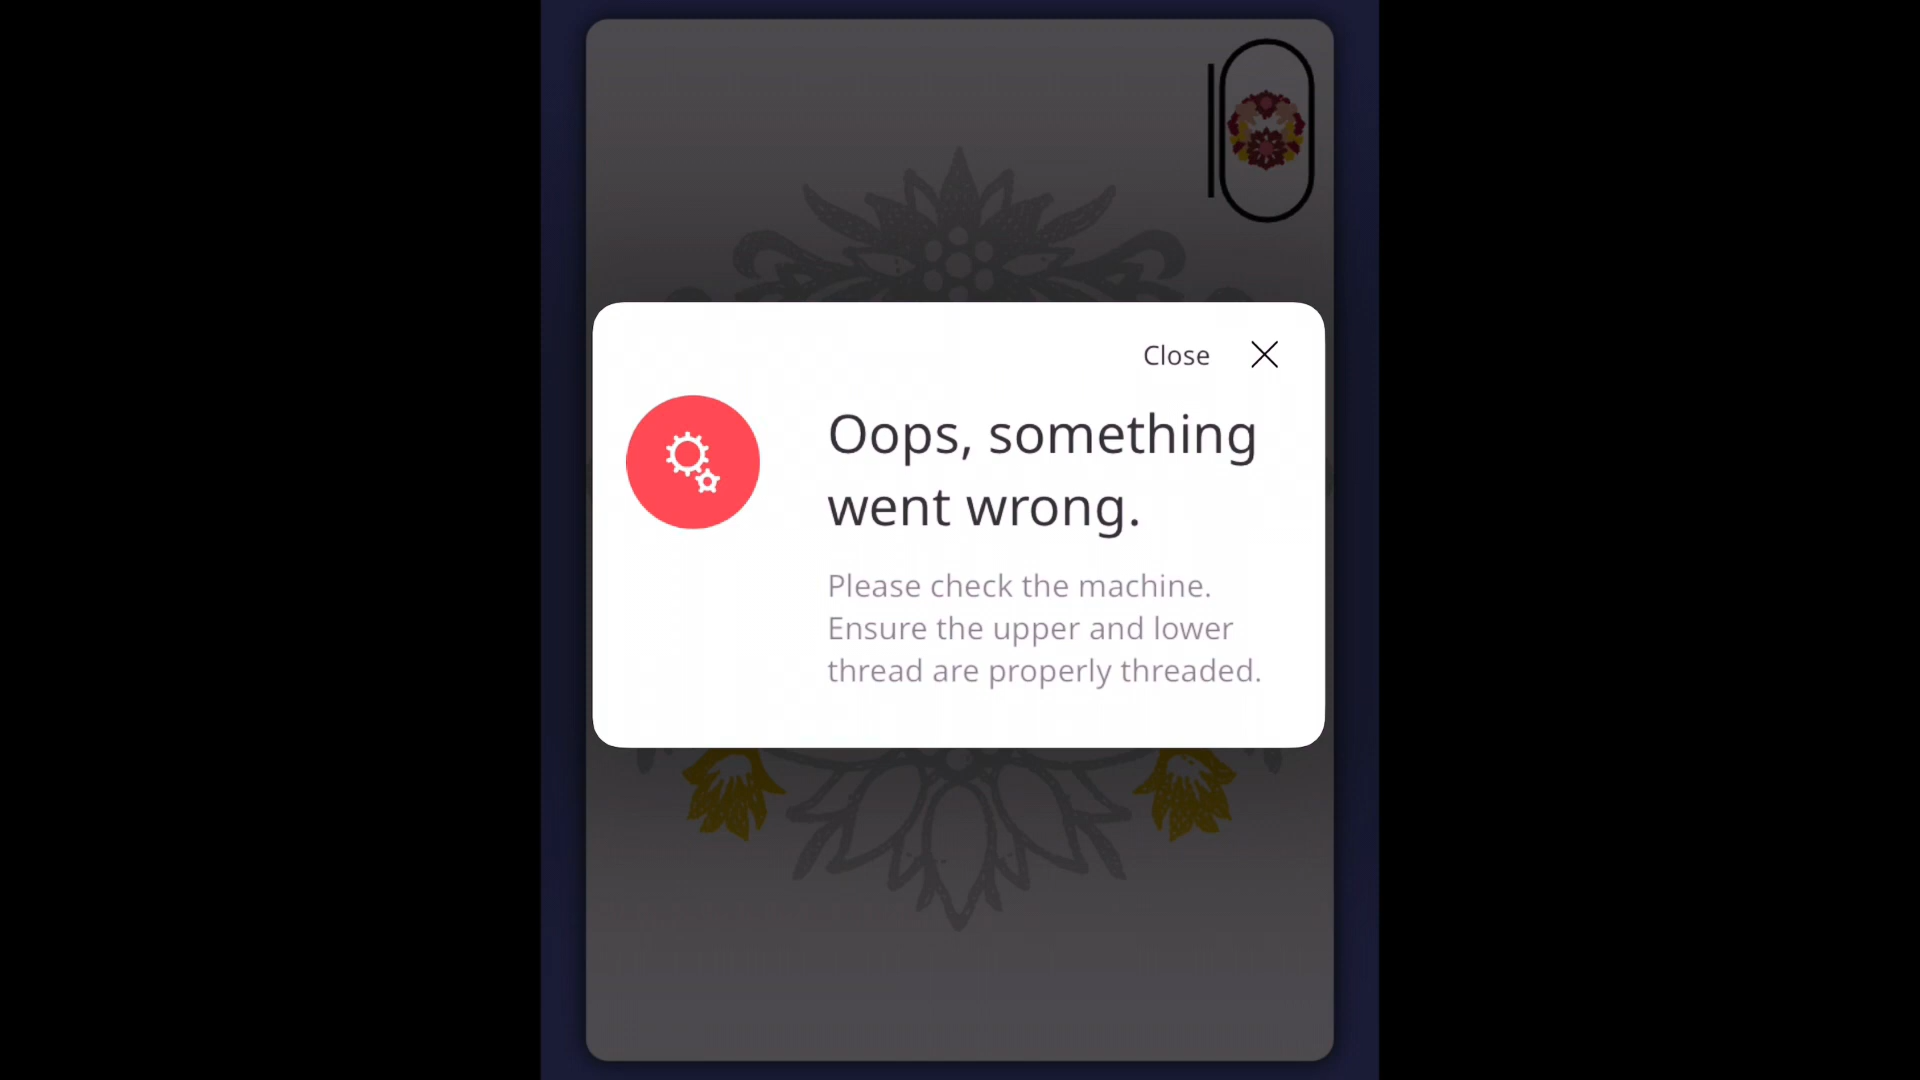 Close
Oops, something
went wrong.
Please check the machine.
Ensure the upper and lower
thread are properly threaded.